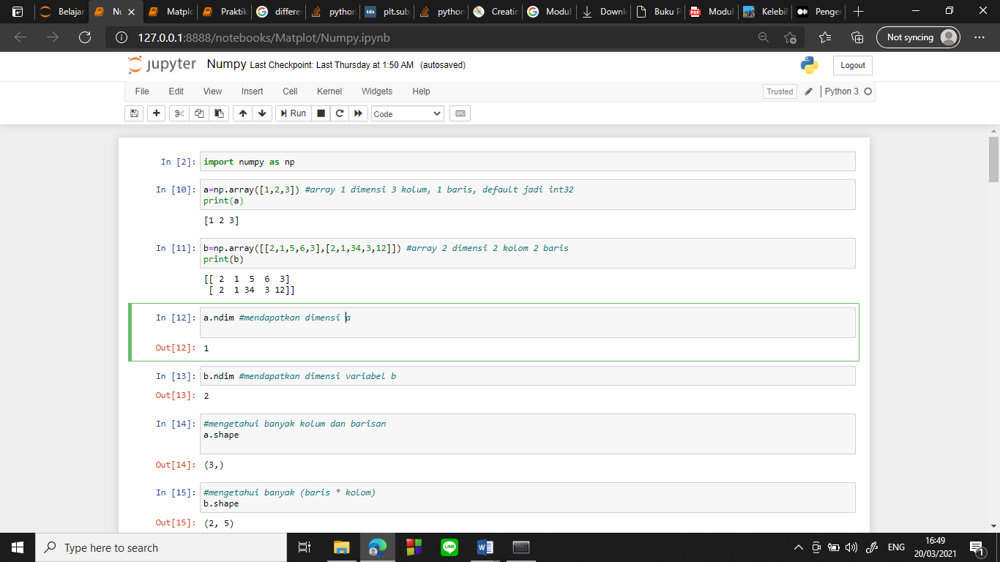 Belajar
Nu
Matplo
Praktik
differer
python
plt.sub
python
Creatin
Modul
Downl
Buku P
Modul
Kelebil
Penger
127.0.0.1:8888/notebooks/Matplot/Numpy.ipynb
Not syncing
jupyter Numpy Last Checkpoint: Last Thursday at 1:50 AM (autosaved)
Logout
File Edit View Insert Cell Kernel Widgets Help
Trusted
Python 3
Run
Code
In [2]: import numpy as np
In [10]: a=np.array([1,2,3]) #array 1 dimensi 3 kolum, 1 baris, default jadi int32
print(a)
[1 2 3]
In [11]: b=np.array([[2,1,5,6,3],[2,1,34,3,12]]) #array 2 dimensi 2 kolom 2 baris
print(b)
[[ 2 1 5 6 3]
[ 2 1 34 3 12]]
In [12]: a.ndim #mendapatkan dimensi a
Out[12]: 1
In [13]: b.ndim #mendapatkan dimensi variabel b
Out[13]: 2
In [14]: #mengetahui banyak kolum dan barisan
a.shape
Out[14]: (3,)
In [15]: #mengetahui banyak (baris * kolom)
b.shape
Out[15]: (2, 5)
Type here to search
LINE
ENG
16:49
20/03/2021
1